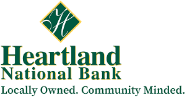 H
Heartland
National Bank
Locally Owned. Community Minded.